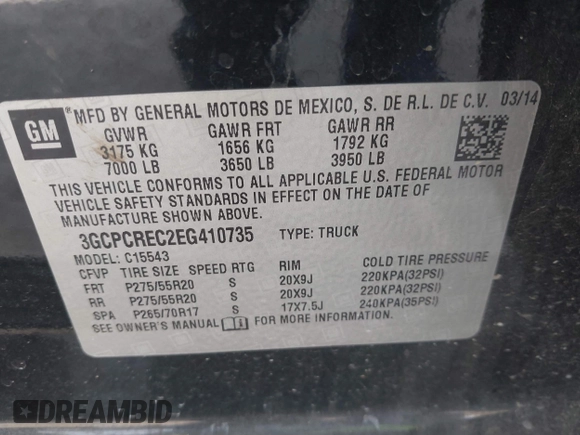 GM
®MFD BY GENERAL MOTORS DE MEXICO, S. DE R.L. DE C.V. 03/14
GVWR GAWR FRT GAWR RR
3175 KG 1656 KG 1792 KG
7000 LB 3650 LB 3950 LB
THIS VEHICLE CONFORMS TO ALL APPLICABLE U.S. FEDERAL MOTOR
VEHICLE SAFETY STANDARDS IN EFFECT ON THE DATE OF
MANUFACTURE SHOWN ABOVE.
3GCPCREC2EG410735 TYPE: TRUCK
MODEL: C15543
CFVP TIRE SIZE SPEED RTG RIM COLD TIRE PRESSURE
FRT P275/55R20 S 20X9J 220KPA(32PSI)
RR P275/55R20 S 20X9J 220KPA(32PSI)
SPA P265/70R17 S 17X7.5J 240KPA(35PSI)
SEE OWNER'S MANUAL FOR MORE INFORMATION.
DREAMBID